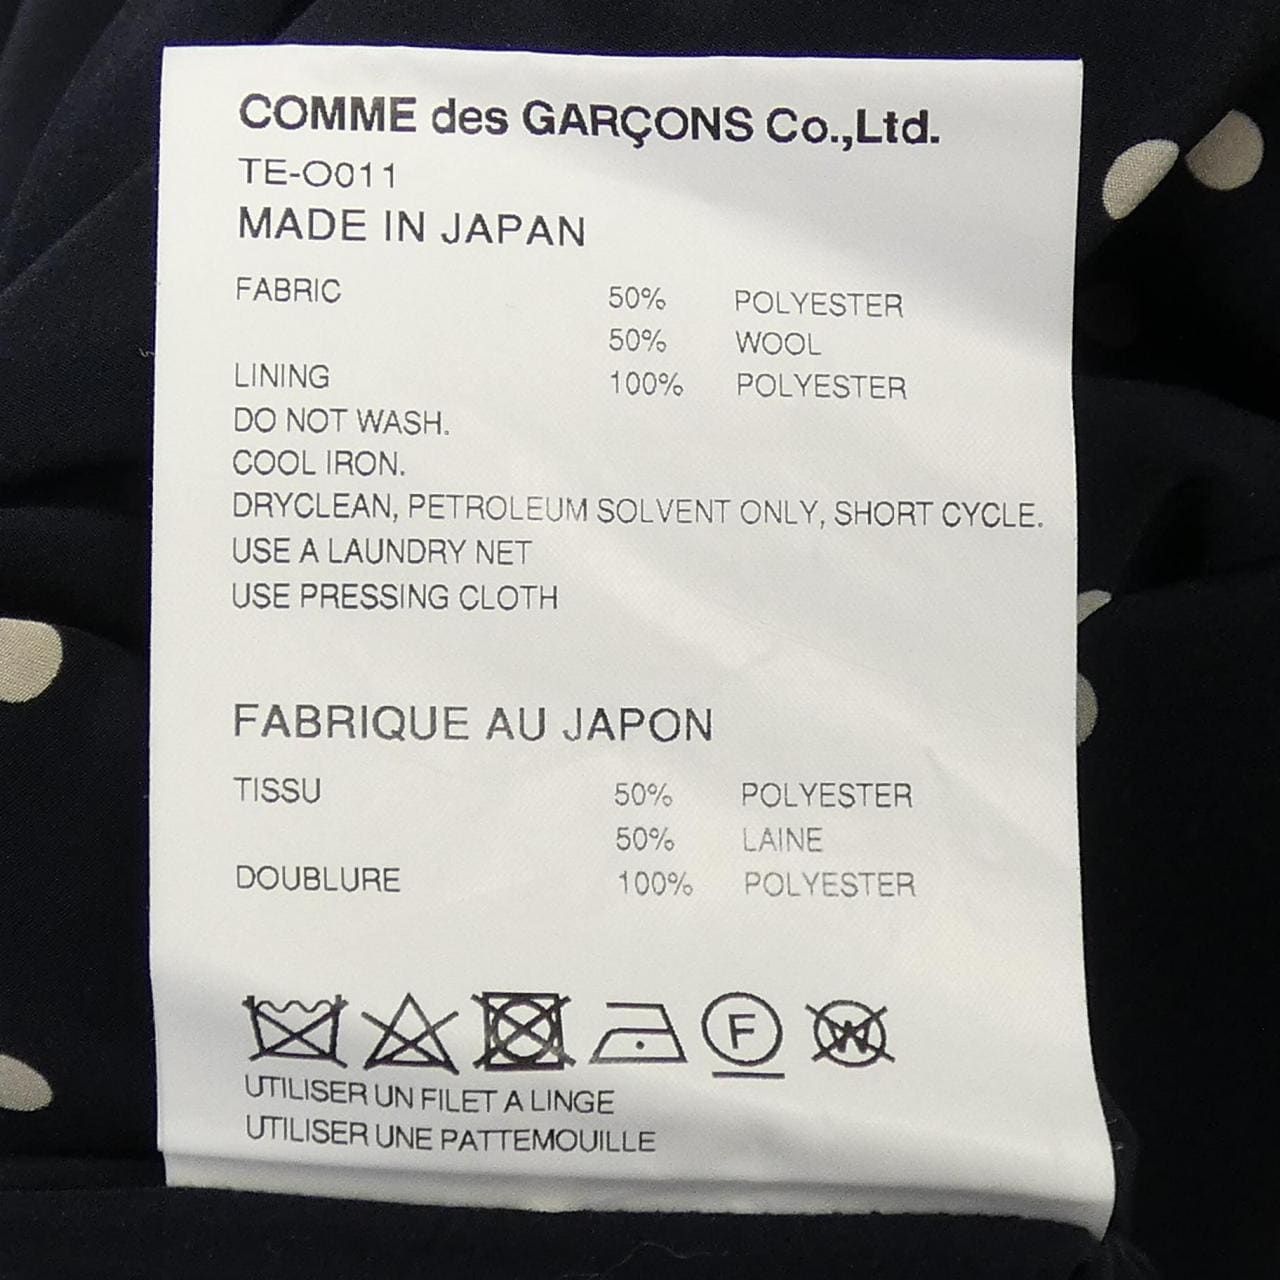 COMME des GARÇONS Co.,Ltd.
TE-O011
MADE IN JAPAN
FABRIC 50% POLYESTER
50% WOOL
LINING 100% POLYESTER
DO NOT WASH.
COOL IRON.
DRYCLEAN, PETROLEUM SOLVENT ONLY, SHORT CYCLE.
USE A LAUNDRY NET
USE PRESSING CLOTH
FABRIQUE AU JAPON
TISSU 50% POLYESTER
50% LAINE
DOUBLURE 100% POLYESTER
F W
UTILISER UN FILET A LINGE
UTILISER UNE PATTEMOUILLE